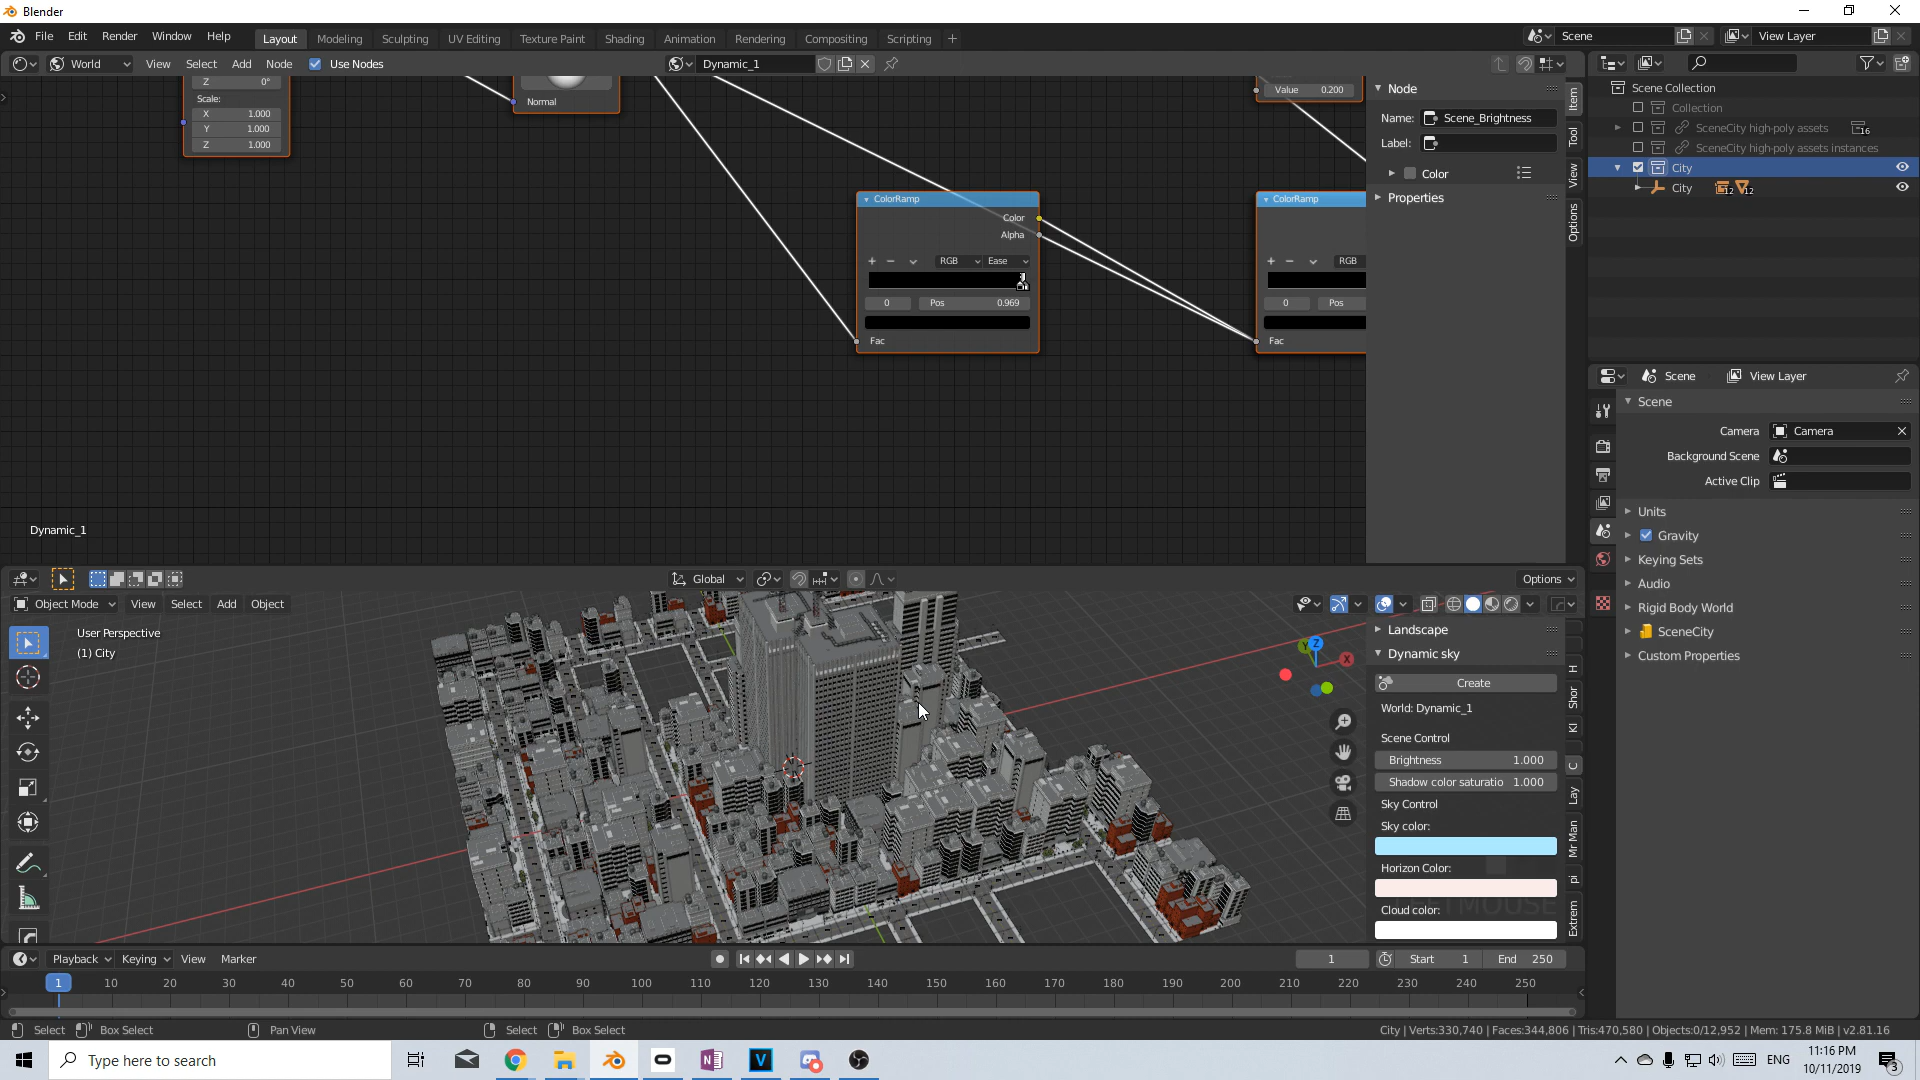 Blender
File Edit Render Window Help
Layout Modeling Sculpting UV Editing Texture Paint Shading Animation Rendering Compositing Scripting +
Scene
View Layer
World View Select Add Node Use Nodes
Dynamic_1
Z 0°
Scale:
X 1.000
Y 1.000
Z 1.000
Normal
ColorRamp
Color
Alpha
+ − RGB Ease
0 Pos 0.969
Fac
Value 0.200
ColorRamp
+ − RGB
0 Pos
Fac
Dynamic_1
Node
Name: Scene_Brightness
Label:
Color
Properties
Item
Tool
View
Options
Scene Collection
Collection
SceneCity high-poly assets 16
SceneCity high-poly assets instances
City
City 12 12
Scene View Layer
Scene
Camera Camera
Background Scene
Active Clip
Units
Gravity
Keying Sets
Audio
Rigid Body World
SceneCity
Custom Properties
Global
Options
Object Mode View Select Add Object
User Perspective
(1) City
Z
Y
X
Landscape
Dynamic sky
Create
World: Dynamic_1
Scene Control
Brightness 1.000
Shadow color saturatio 1.000
Sky Control
Sky color:
Horizon Color:
Cloud color:
H
Shor
KI
C
Lay
Mr Man
pi
Extrem
Playback Keying View Marker
1 Start 1 End 250
1 10 20 30 40 50 60 70 80 90 100 110 120 130 140 150 160 170 180 190 200 210 220 230 240 250
Select Box Select Pan View Select Box Select
City | Verts:330,740 | Faces:344,806 | Tris:470,580 | Objects:0/12,952 | Mem: 175.8 MiB | v2.81.16
Type here to search
ENG
11:16 PM
10/11/2019
3